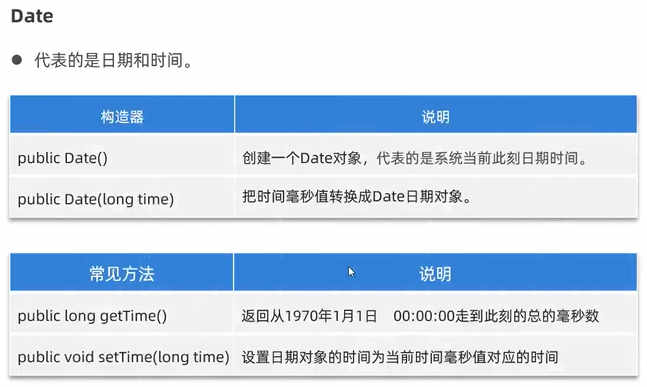 Date
● 代表的是日期和时间。
构造器 说明
public Date() 创建一个Date对象，代表的是系统当前此刻日期时间。
public Date(long time) 把时间毫秒值转换成Date日期对象。
常见方法 说明
public long getTime() 返回从1970年1月1日 00:00:00走到此刻的总的毫秒数
public void setTime(long time) 设置日期对象的时间为当前时间毫秒值对应的时间